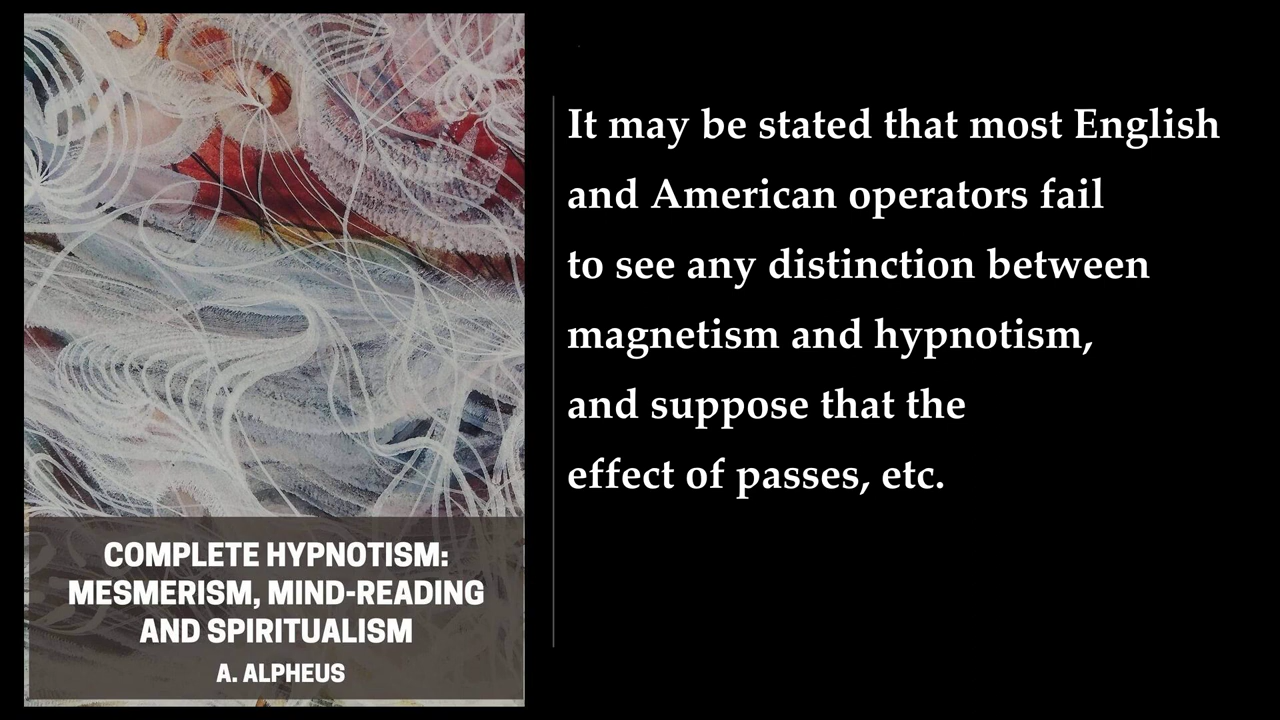 It may be stated that most English
and American operators fail
to see any distinction between
magnetism and hypnotism,
and suppose that the
effect of passes, etc.
COMPLETE HYPNOTISM:
MESMERISM, MIND-READING
AND SPIRITUALISM
A. ALPHEUS